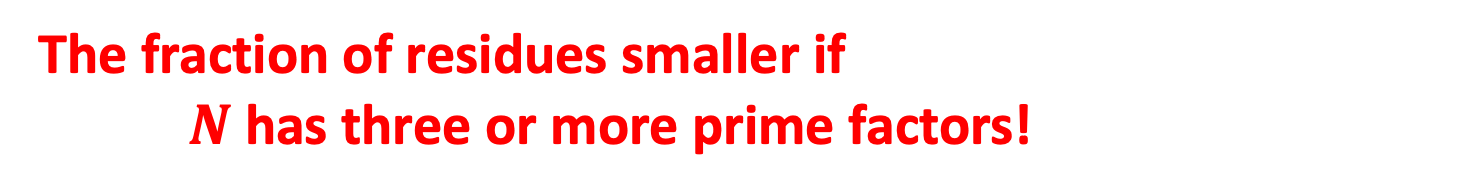 The fraction of residues smaller if
N has three or more prime factors!